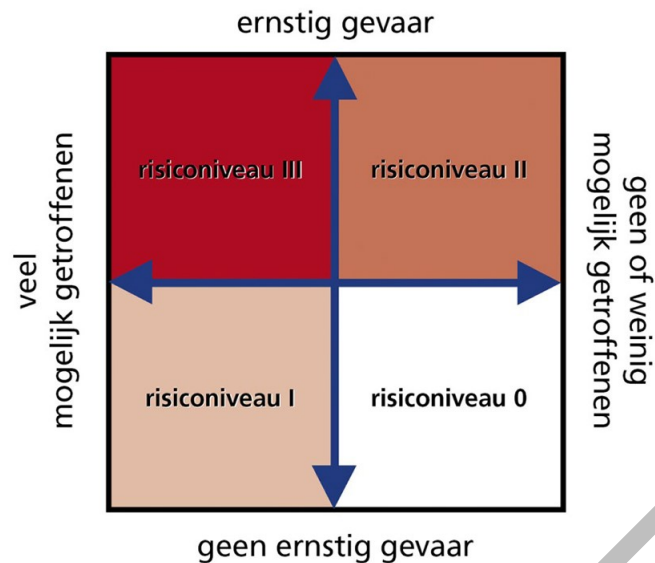 ernstig gevaar
risiconiveau III
risiconiveau II
veel
mogelijk getroffenen
geen of weinig
mogelijk getroffenen
risiconiveau I
risiconiveau 0
geen ernstig gevaar